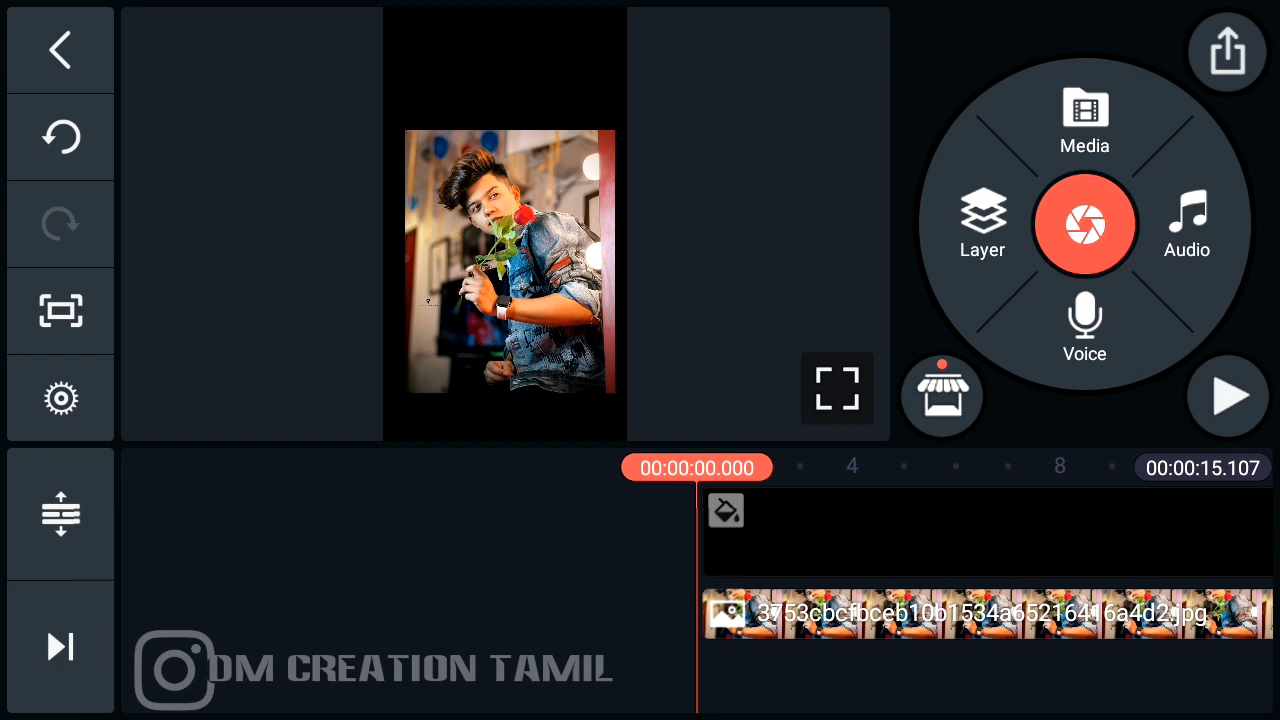 Media
Layer
Audio
Voice
00:00:00.000
4
8
00:00:15.107
3753cbcfbceb10b1534a65216416a4d2.jpg
DM CREATION TAMIL